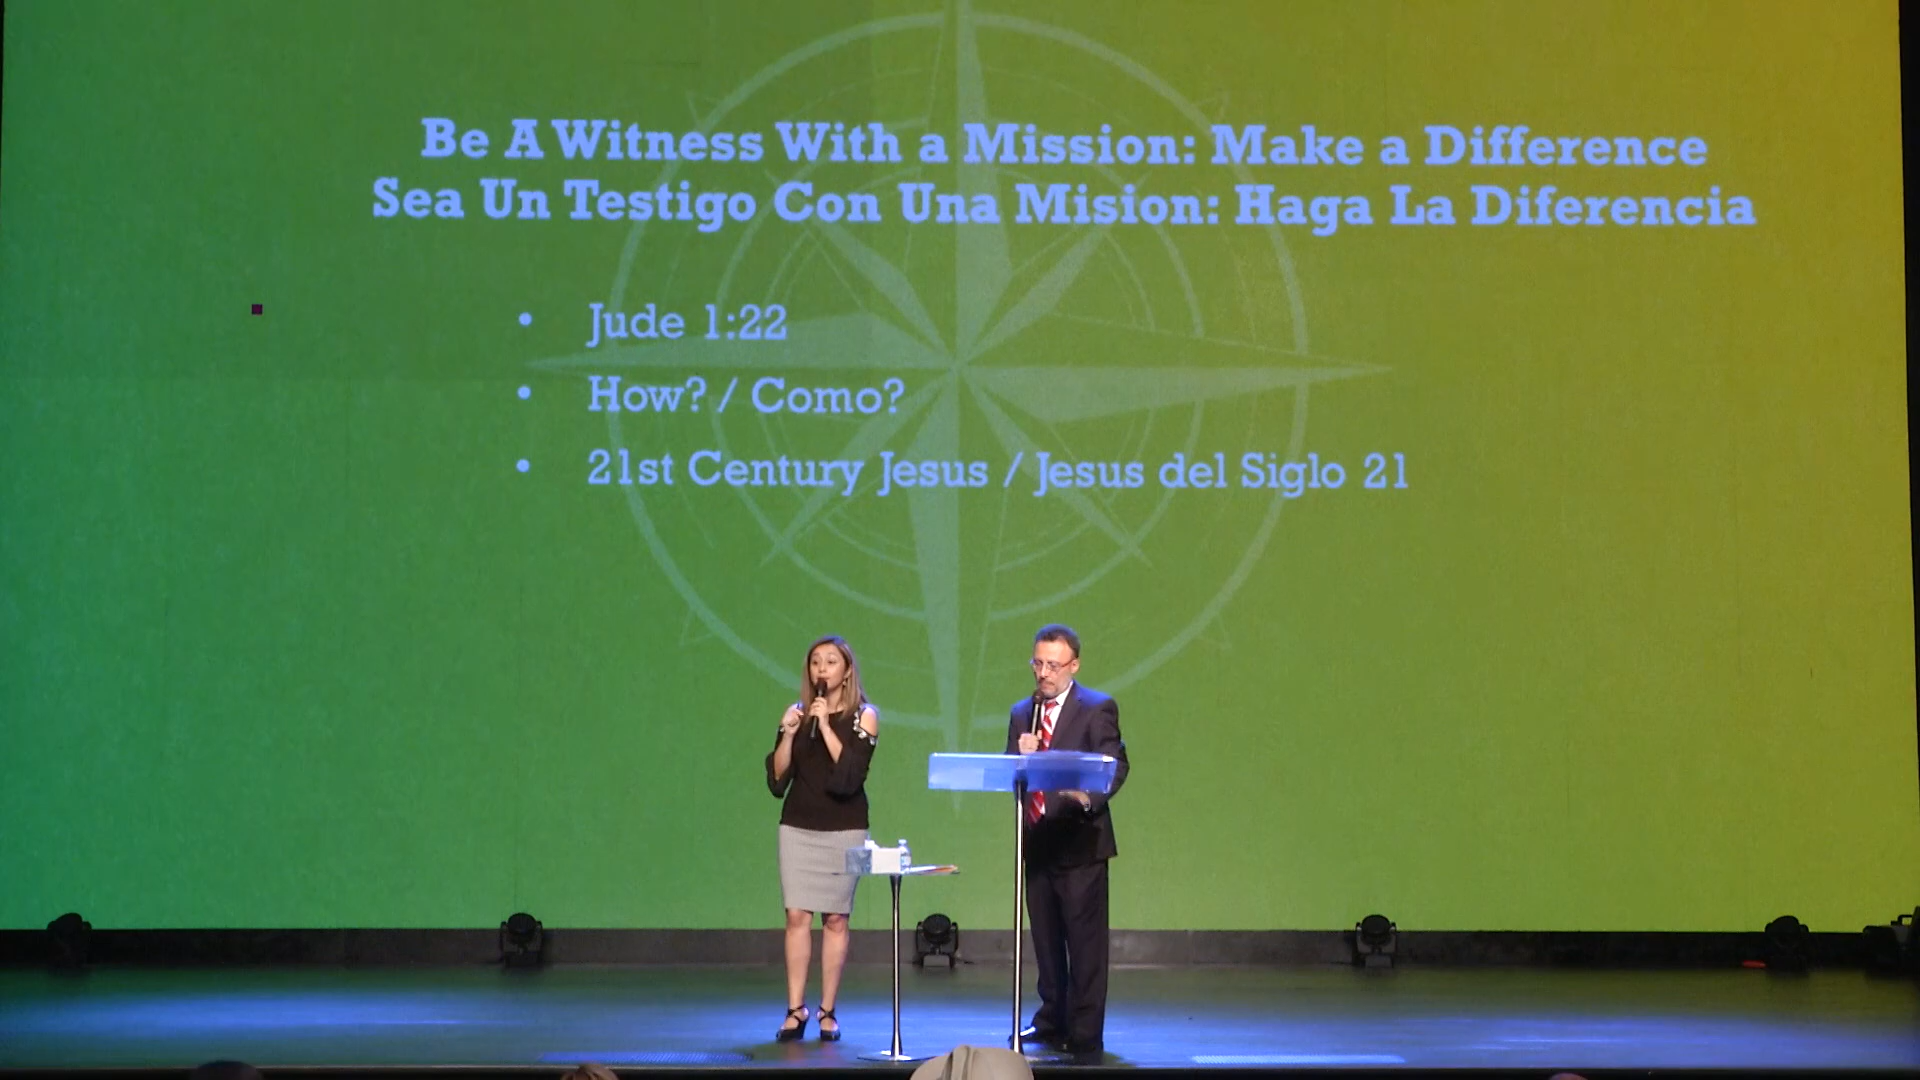 Be A Witness With a Mission: Make a Difference
Sea Un Testigo Con Una Mision: Haga La Diferencia
• Jude 1:22
• How? / Como?
• 21st Century Jesus / Jesus del Siglo 21